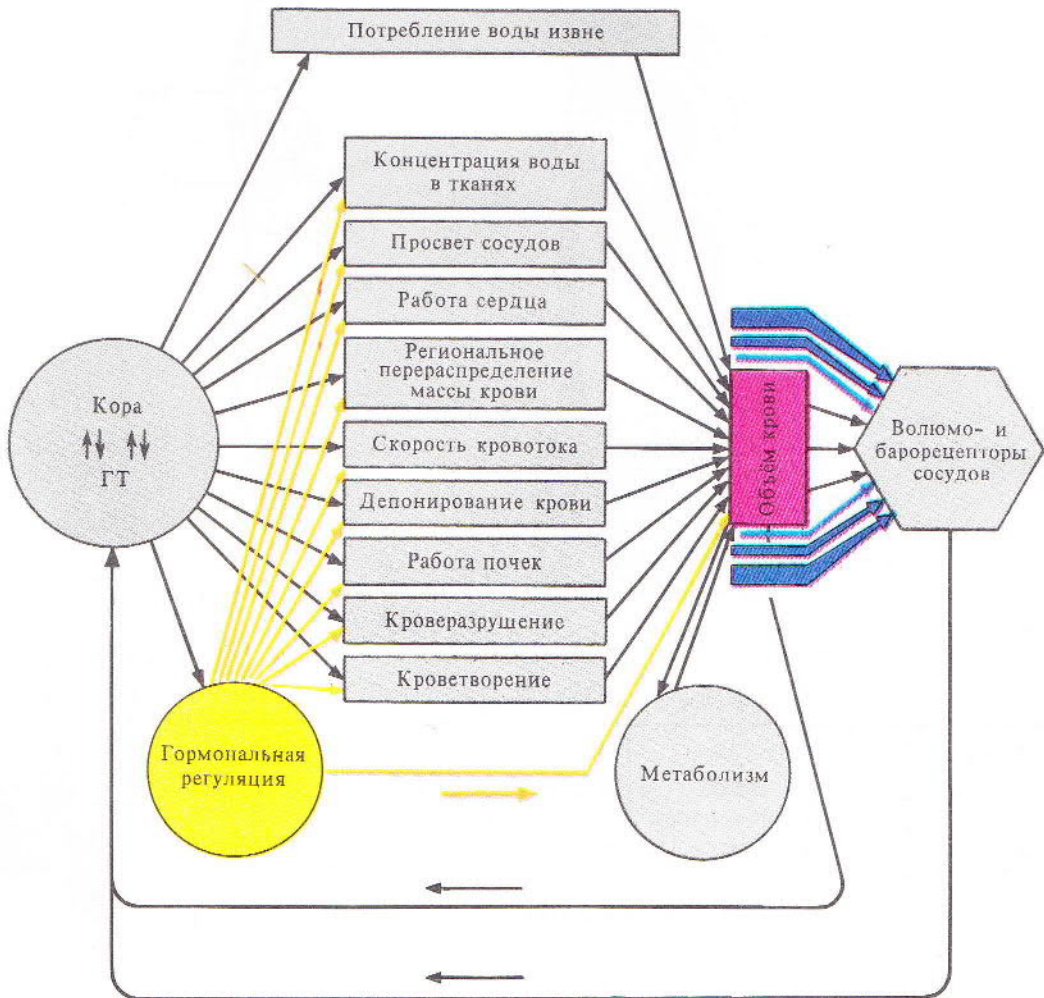 Потребление воды извне
Концентрация воды
в тканях
Просвет сосудов
Работа сердца
Региональное
перераспределение
массы крови
Кора
ГТ
Скорость кровотока
Депонирование крови
Работа почек
Кроверазрушение
Кроветворение
Объём крови
Волюмо- и
барорецепторы
сосудов
Гормональная
регуляция
Метаболизм